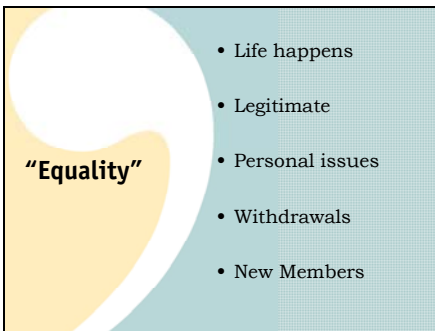 “Equality”
• Life happens
• Legitimate
• Personal issues
• Withdrawals
• New Members